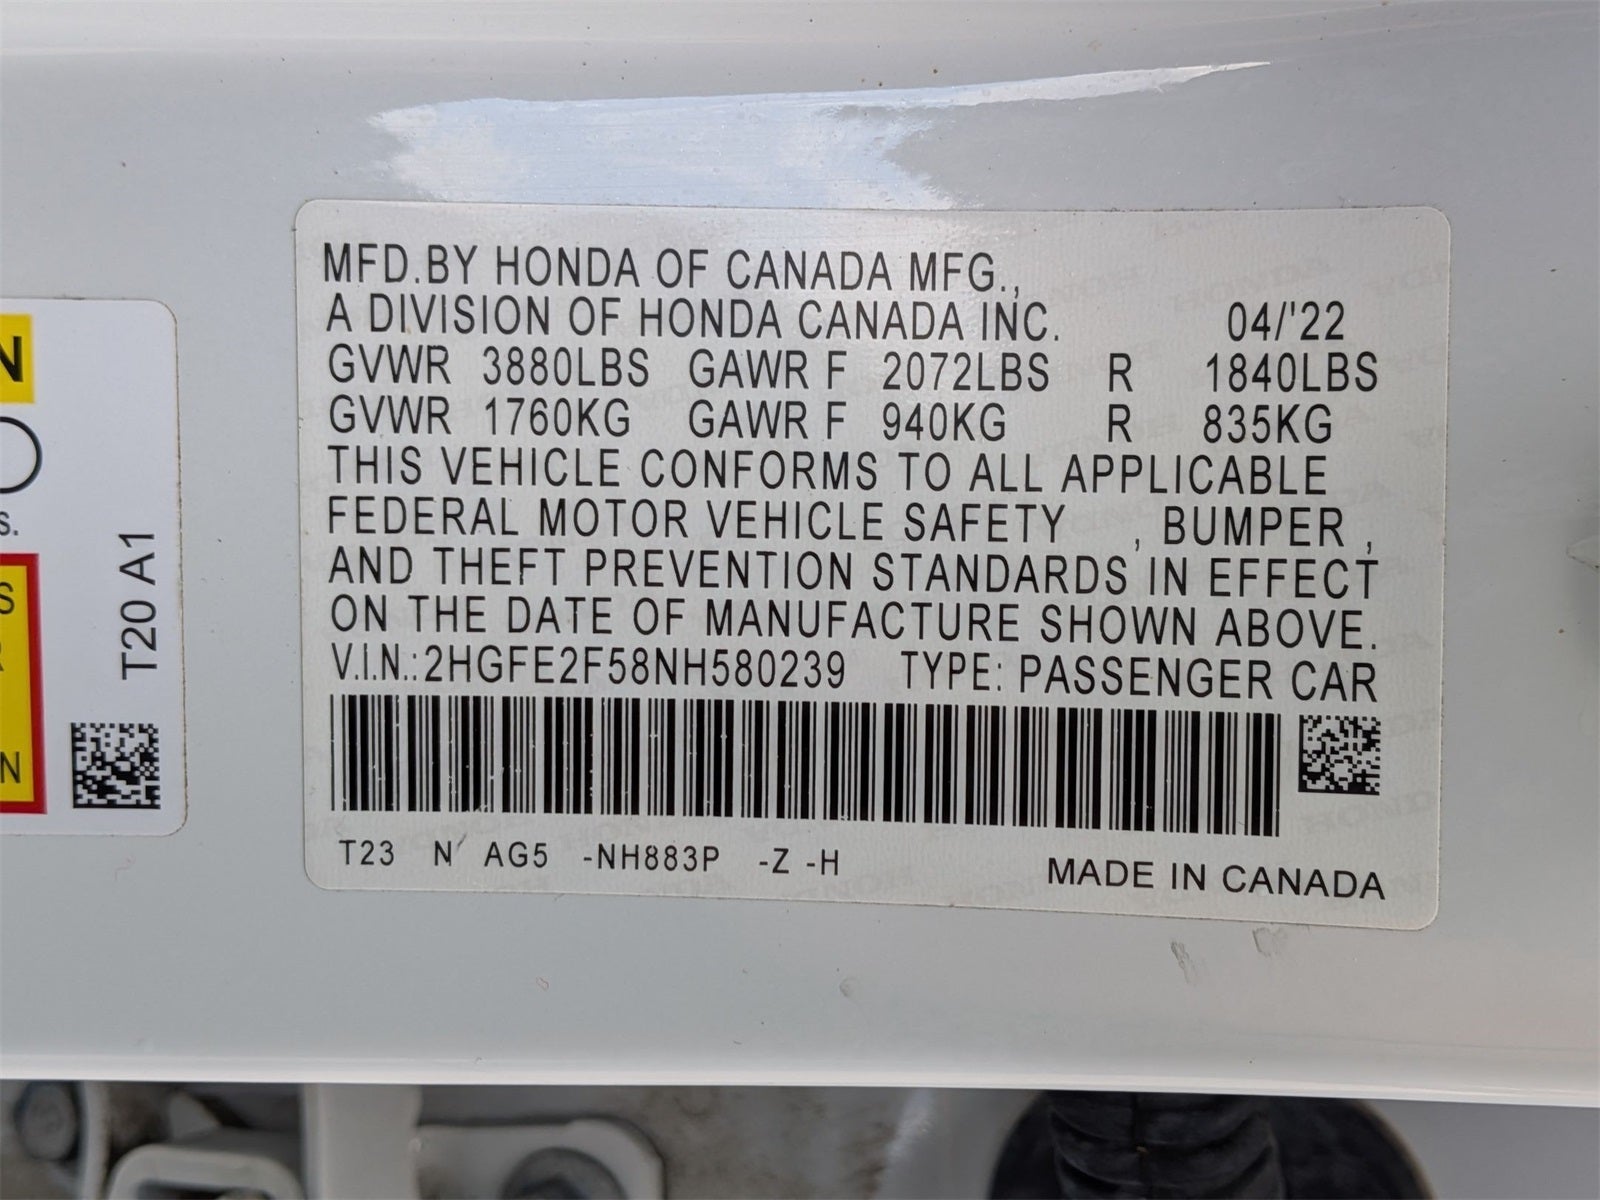 MFD.BY HONDA OF CANADA MFG.,
A DIVISION OF HONDA CANADA INC. 04/'22
GVWR 3880LBS GAWR F 2072LBS R 1840LBS
GVWR 1760KG GAWR F 940KG R 835KG
THIS VEHICLE CONFORMS TO ALL APPLICABLE
FEDERAL MOTOR VEHICLE SAFETY , BUMPER ,
AND THEFT PREVENTION STANDARDS IN EFFECT
ON THE DATE OF MANUFACTURE SHOWN ABOVE.
V.I.N.:2HGFE2F58NH580239 TYPE: PASSENGER CAR
T23 N AG5 -NH883P -Z -H MADE IN CANADA
T20 A1